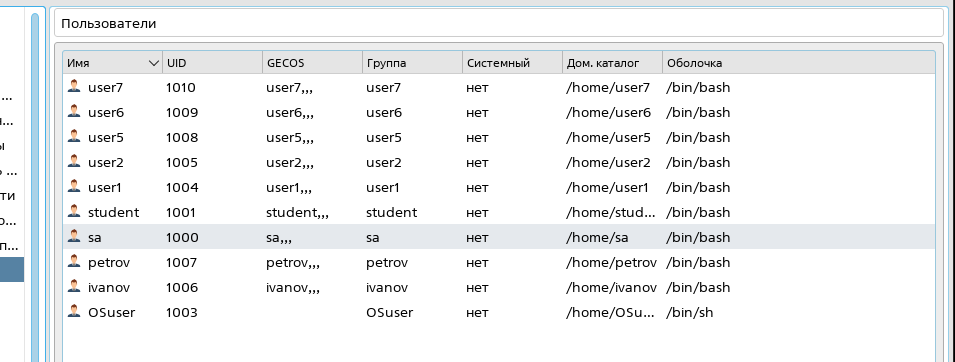 Пользователи
Имя UID GECOS Группа Системный Дом. каталог Оболочка
user7 1010 user7,,, user7 нет /home/user7 /bin/bash
... user6 1009 user6,,, user6 нет /home/user6 /bin/bash
user5 1008 user5,,, user5 нет /home/user5 /bin/bash
ы user2 1005 user2,,, user2 нет /home/user2 /bin/bash
... user1 1004 user1,,, user1 нет /home/user1 /bin/bash
ти student 1001 student,,, student нет /home/stud... /bin/bash
о... sa 1000 sa,,, sa нет /home/sa /bin/bash
п... petrov 1007 petrov,,, petrov нет /home/petrov /bin/bash
ivanov 1006 ivanov,,, ivanov нет /home/ivanov /bin/bash
OSuser 1003 OSuser нет /home/OSu... /bin/sh